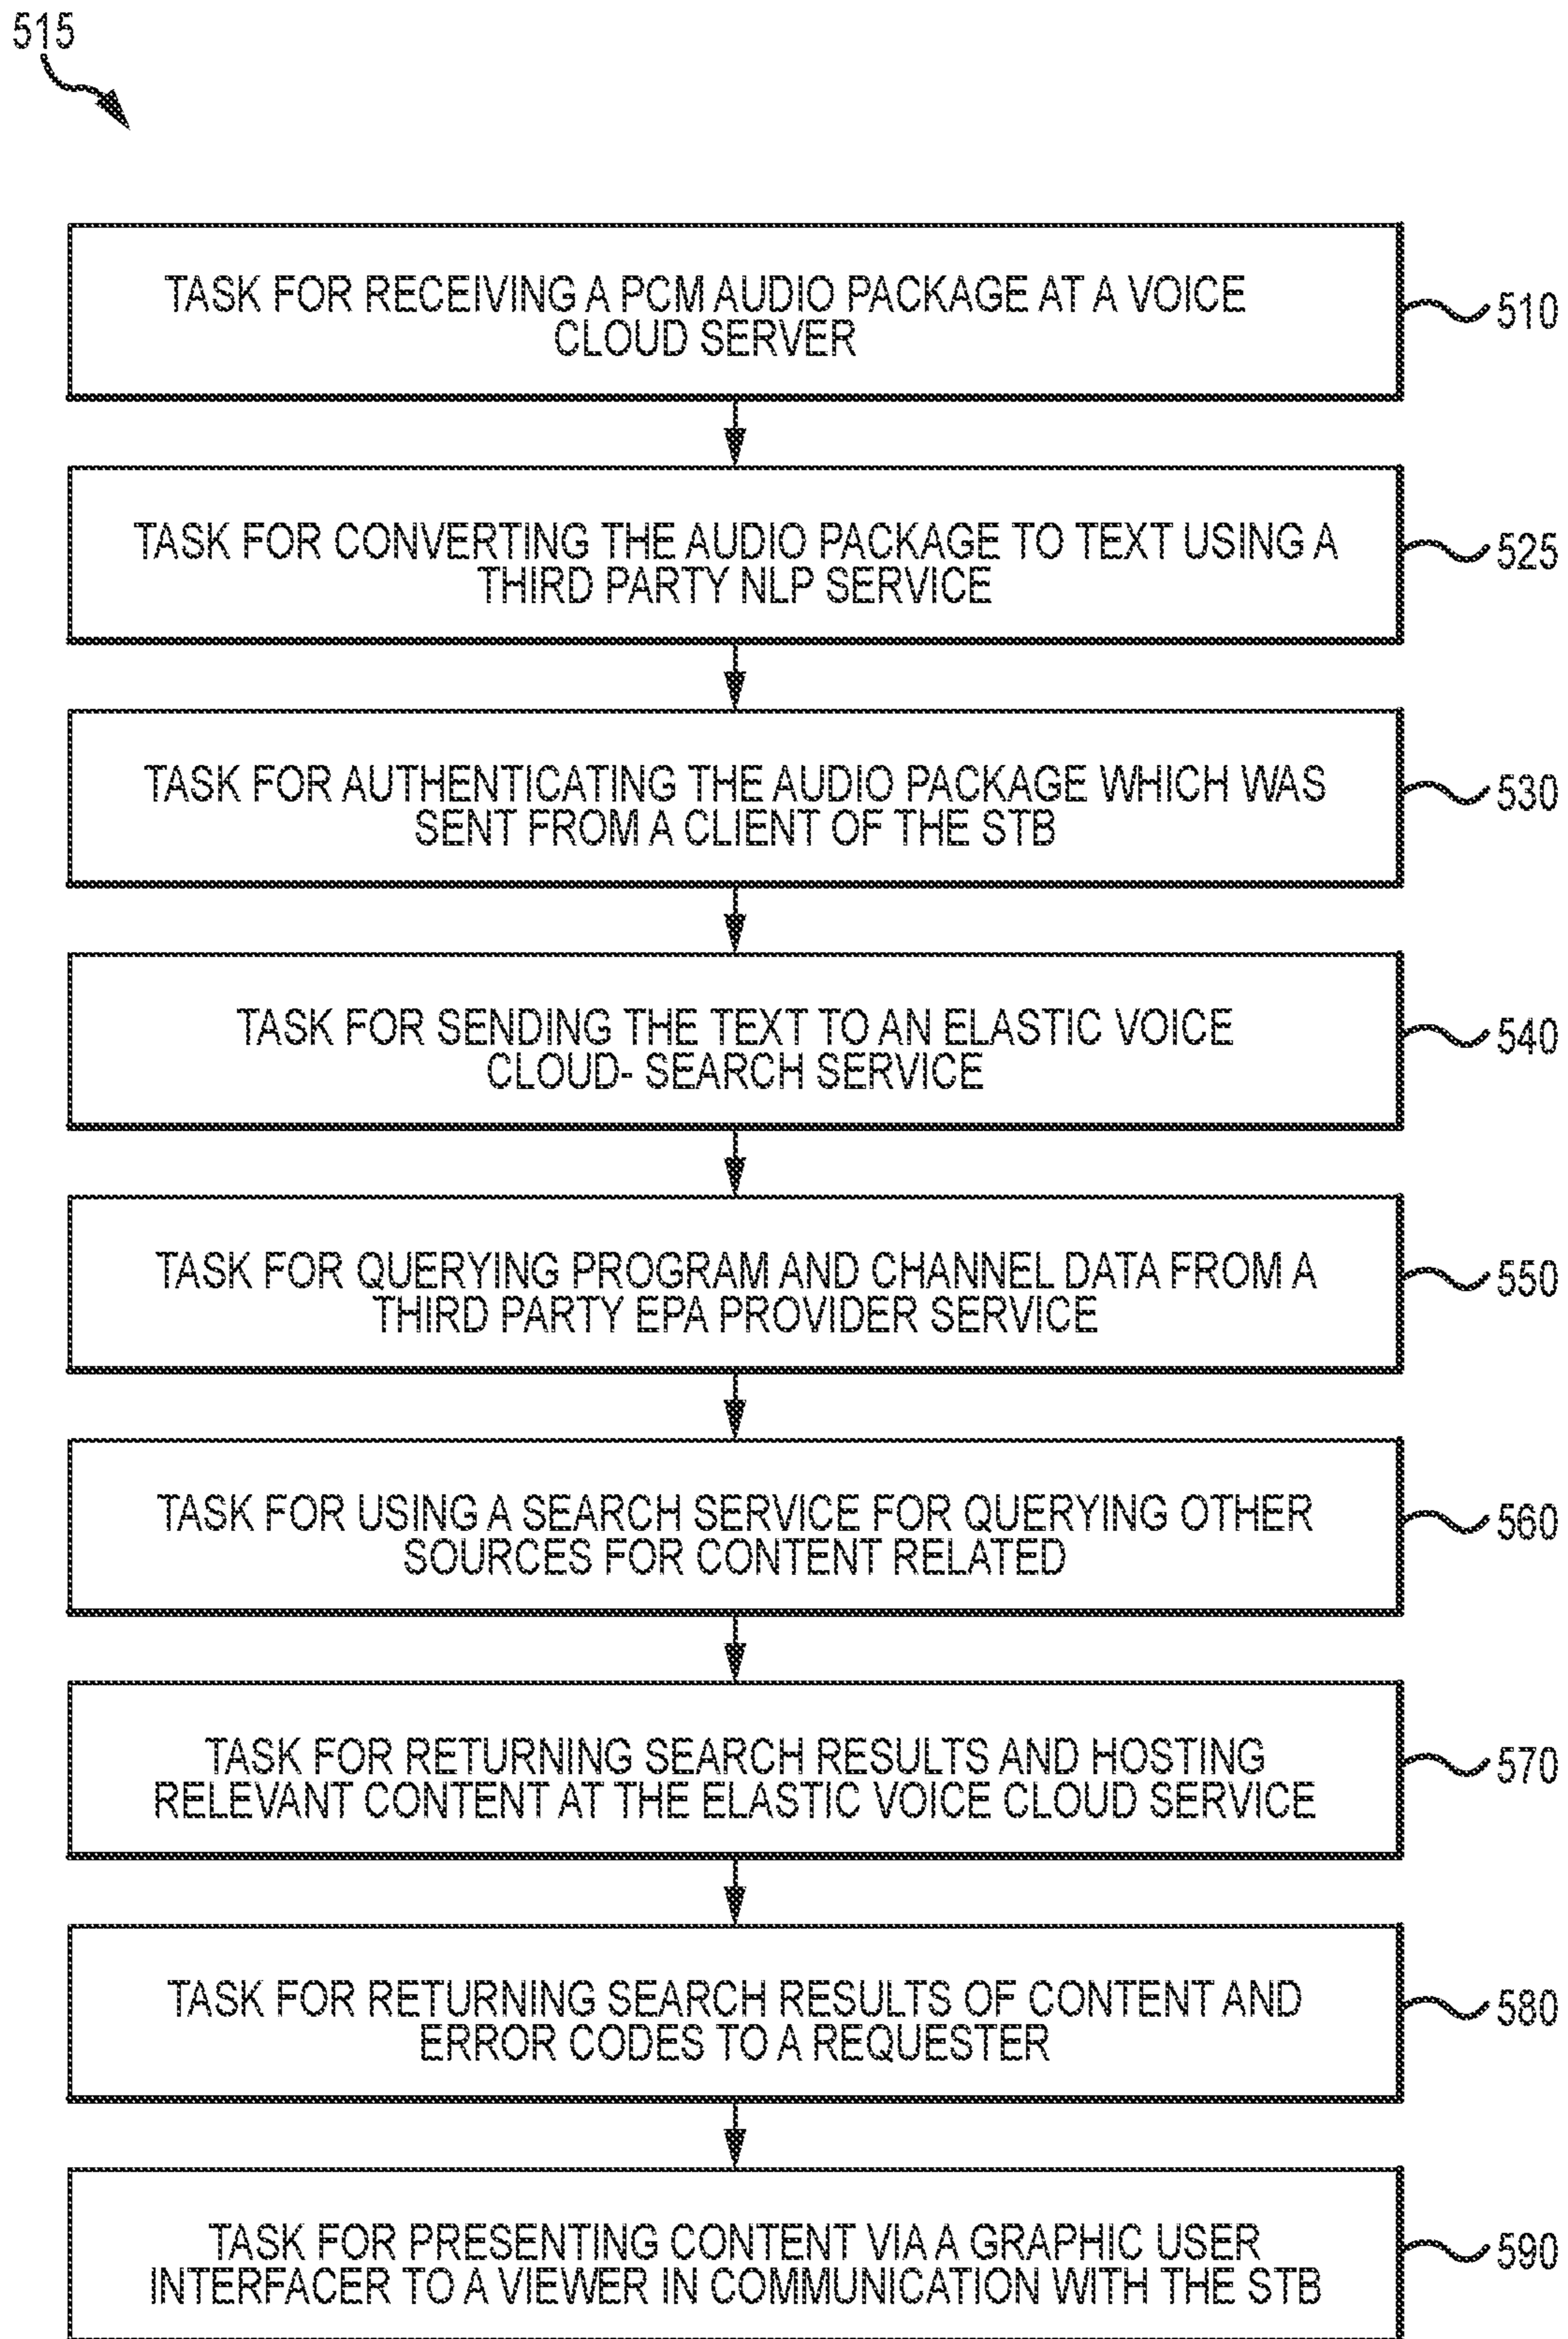 515
TASK FOR RECEIVING A PCM AUDIO PACKAGE AT A VOICE
CLOUD SERVER
510
TASK FOR CONVERTING THE AUDIO PACKAGE TO TEXT USING A
THIRD PARTY NLP SERVICE
525
TASK FOR AUTHENTICATING THE AUDIO PACKAGE WHICH WAS
SENT FROM A CLIENT OF THE STB
530
TASK FOR SENDING THE TEXT TO AN ELASTIC VOICE
CLOUD- SEARCH SERVICE
540
TASK FOR QUERYING PROGRAM AND CHANNEL DATA FROM A
THIRD PARTY EPA PROVIDER SERVICE
550
TASK FOR USING A SEARCH SERVICE FOR QUERYING OTHER
SOURCES FOR CONTENT RELATED
560
TASK FOR RETURNING SEARCH RESULTS AND HOSTING
RELEVANT CONTENT AT THE ELASTIC VOICE CLOUD SERVICE
570
TASK FOR RETURNING SEARCH RESULTS OF CONTENT AND
ERROR CODES TO A REQUESTER
580
TASK FOR PRESENTING CONTENT VIA A GRAPHIC USER
INTERFACER TO A VIEWER IN COMMUNICATION WITH THE STB
590